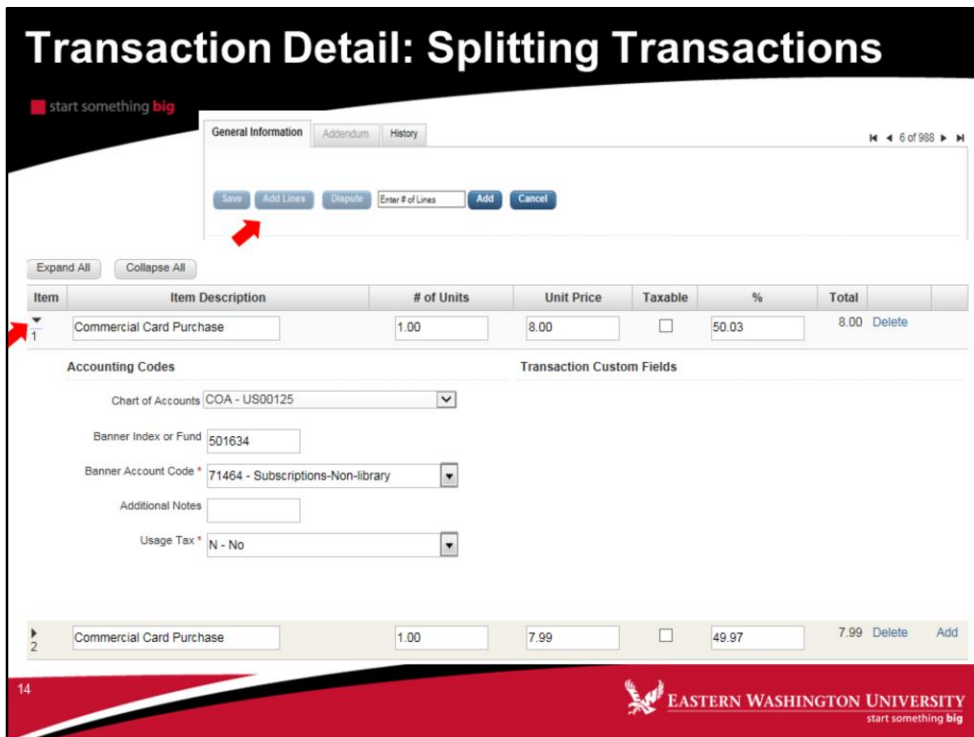 Transaction Detail: Splitting Transactions
start something big
General Information Addendum History 6 of 988
Save Add Lines Dispute Enter # of Lines Add Cancel
Expand All Collapse All
Item Item Description # of Units Unit Price Taxable % Total
1 Commercial Card Purchase 1.00 8.00 50.03 8.00 Delete
Accounting Codes Transaction Custom Fields
Chart of Accounts COA - US00125
Banner Index or Fund 501634
Banner Account Code * 71464 - Subscriptions-Non-library
Additional Notes
Usage Tax * N - No
2 Commercial Card Purchase 1.00 7.99 49.97 7.99 Delete Add
14
EASTERN WASHINGTON UNIVERSITY
start something big